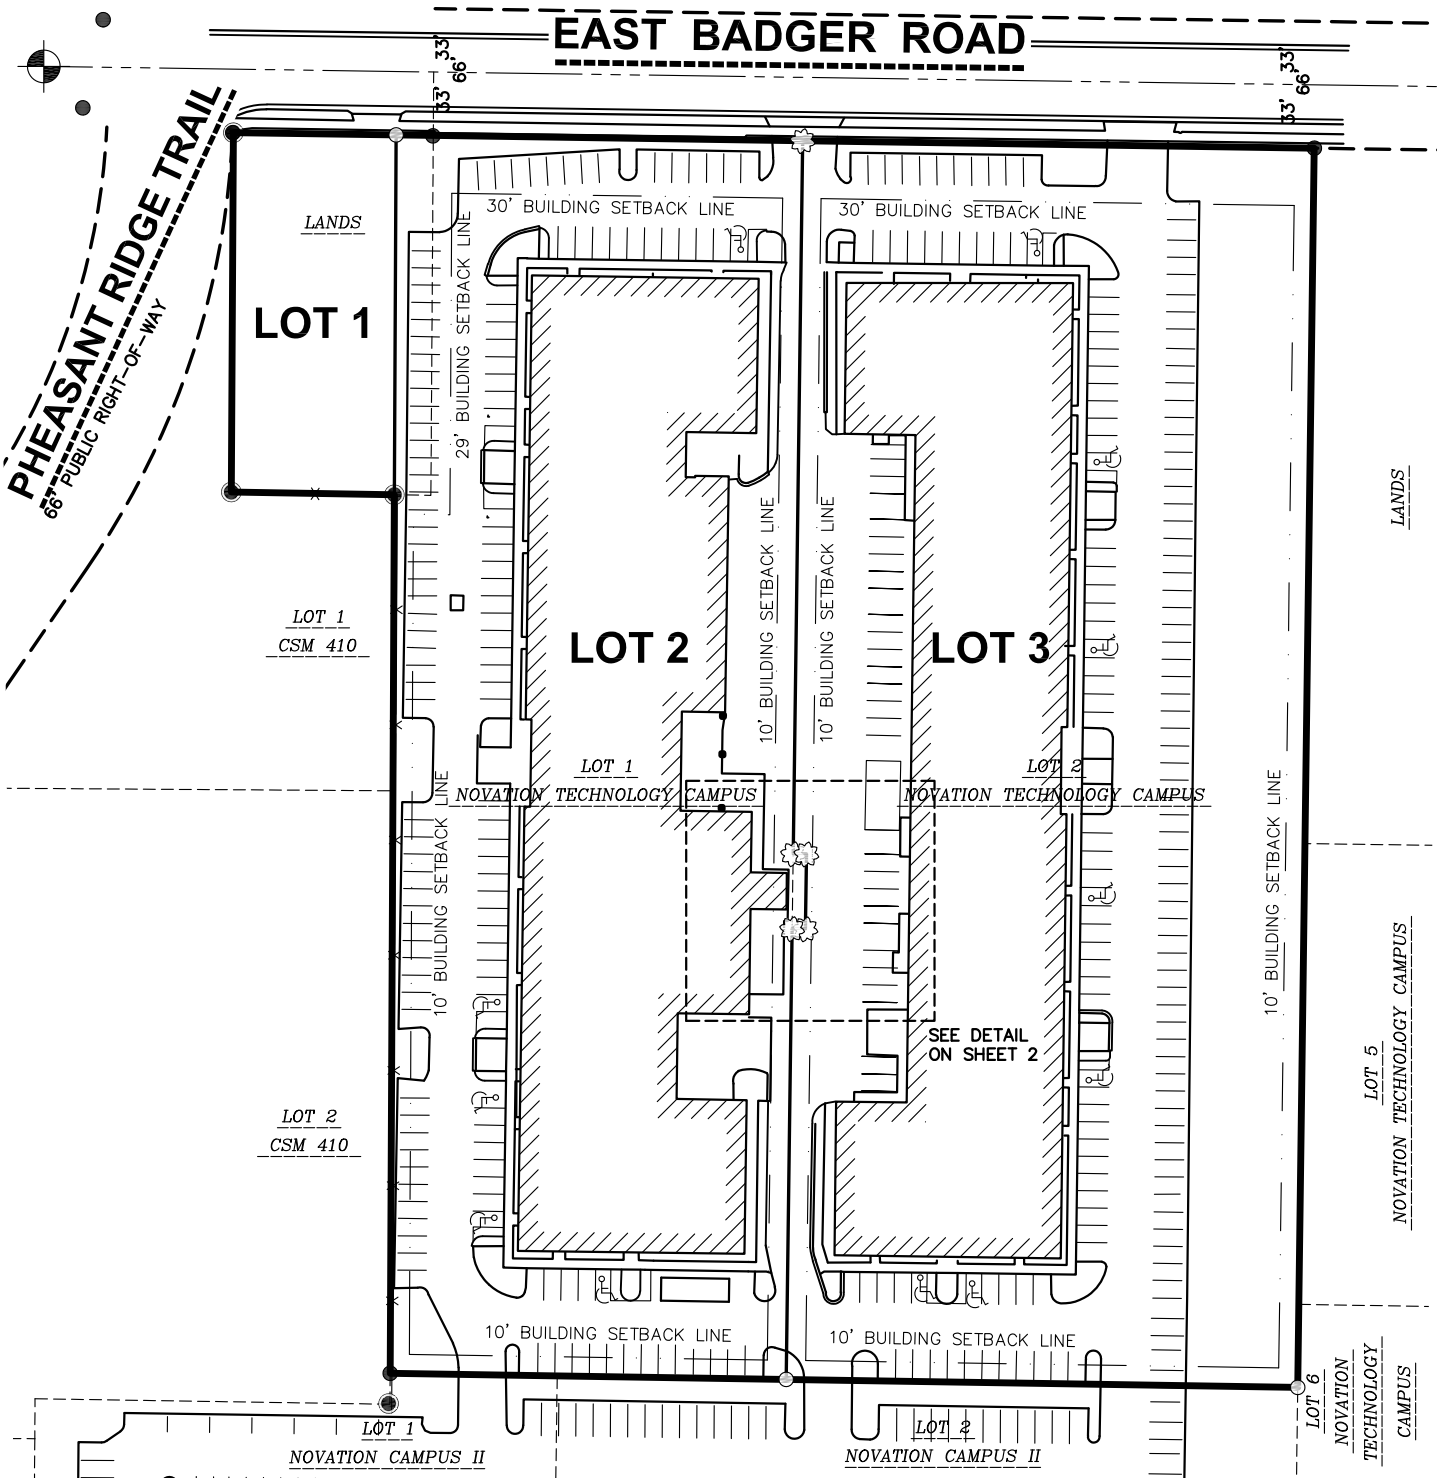 EAST BADGER ROAD
33'
33'
66'
33'
33'
66'
PHEASANT RIDGE TRAIL
66' PUBLIC RIGHT-OF-WAY
LANDS
LOT 1
30' BUILDING SETBACK LINE
30' BUILDING SETBACK LINE
29' BUILDING SETBACK LINE
LANDS
10' BUILDING SETBACK LINE
10' BUILDING SETBACK LINE
LOT 1
CSM 410
LOT 2
LOT 3
LOT 1
NOVATION TECHNOLOGY CAMPUS
LOT 2
NOVATION TECHNOLOGY CAMPUS
10' BUILDING SETBACK LINE
10' BUILDING SETBACK LINE
SEE DETAIL
ON SHEET 2
LOT 5
NOVATION TECHNOLOGY CAMPUS
LOT 2
CSM 410
10' BUILDING SETBACK LINE
10' BUILDING SETBACK LINE
LOT 6
NOVATION
TECHNOLOGY
CAMPUS
LOT 1
NOVATION CAMPUS II
LOT 2
NOVATION CAMPUS II